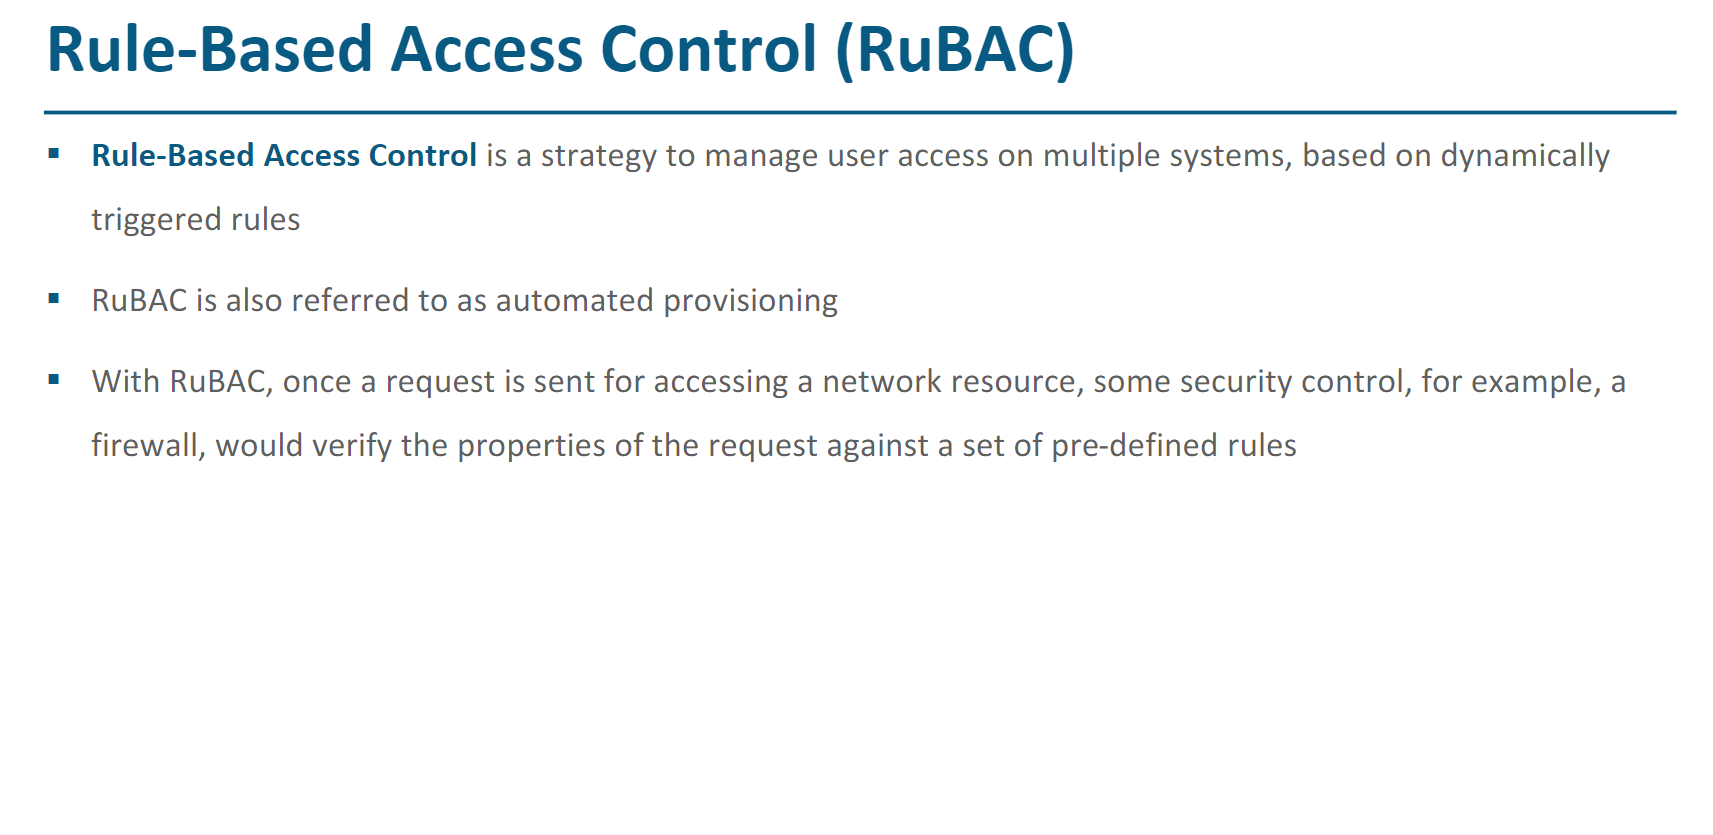 Rule-Based Access Control (RuBAC)
▪ Rule-Based Access Control is a strategy to manage user access on multiple systems, based on dynamically
triggered rules
▪ RuBAC is also referred to as automated provisioning
▪ With RuBAC, once a request is sent for accessing a network resource, some security control, for example, a
firewall, would verify the properties of the request against a set of pre-defined rules